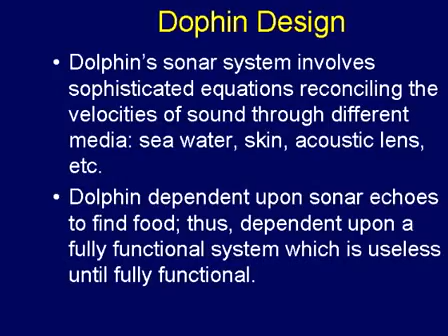 Dophin Design
• Dolphin's sonar system involves
sophisticated equations reconciling the
velocities of sound through different
media: sea water, skin, acoustic lens,
etc.
• Dolphin dependent upon sonar echoes
to find food; thus, dependent upon a
fully functional system which is useless
until fully functional.